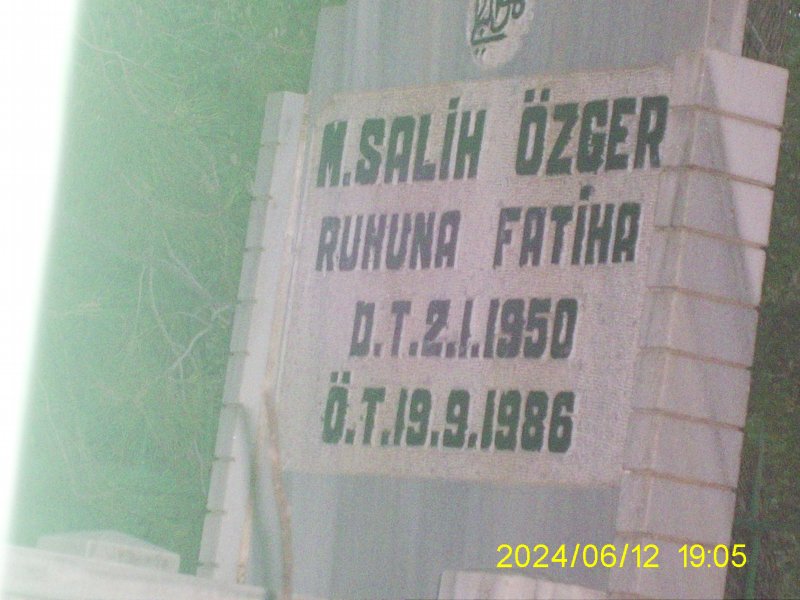 M.SALİH ÖZGER
RUHUNA FATİHA
D.T.2.1.1950
Ö.T.19.9.1986
2024/06/12 19:05